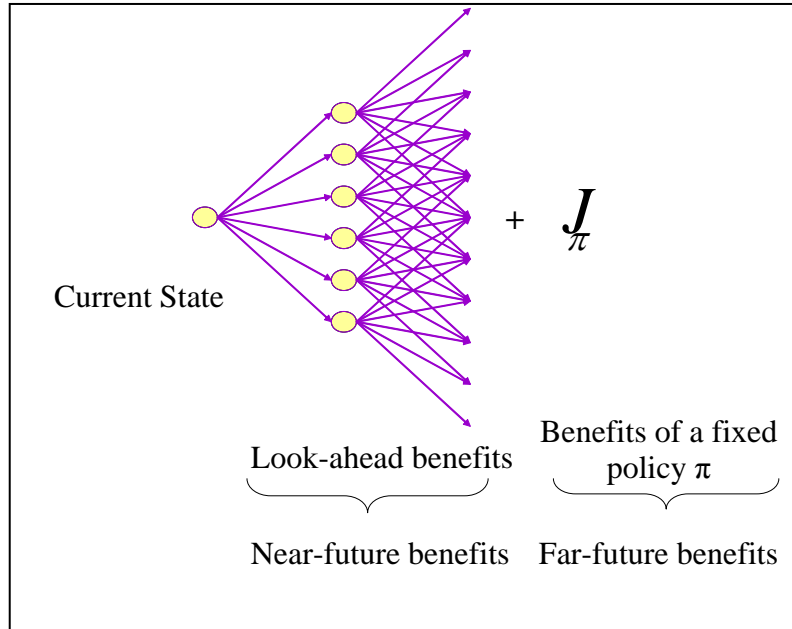 + J
π
Current State
Look-ahead benefits
Benefits of a fixed
policy π
Near-future benefits
Far-future benefits